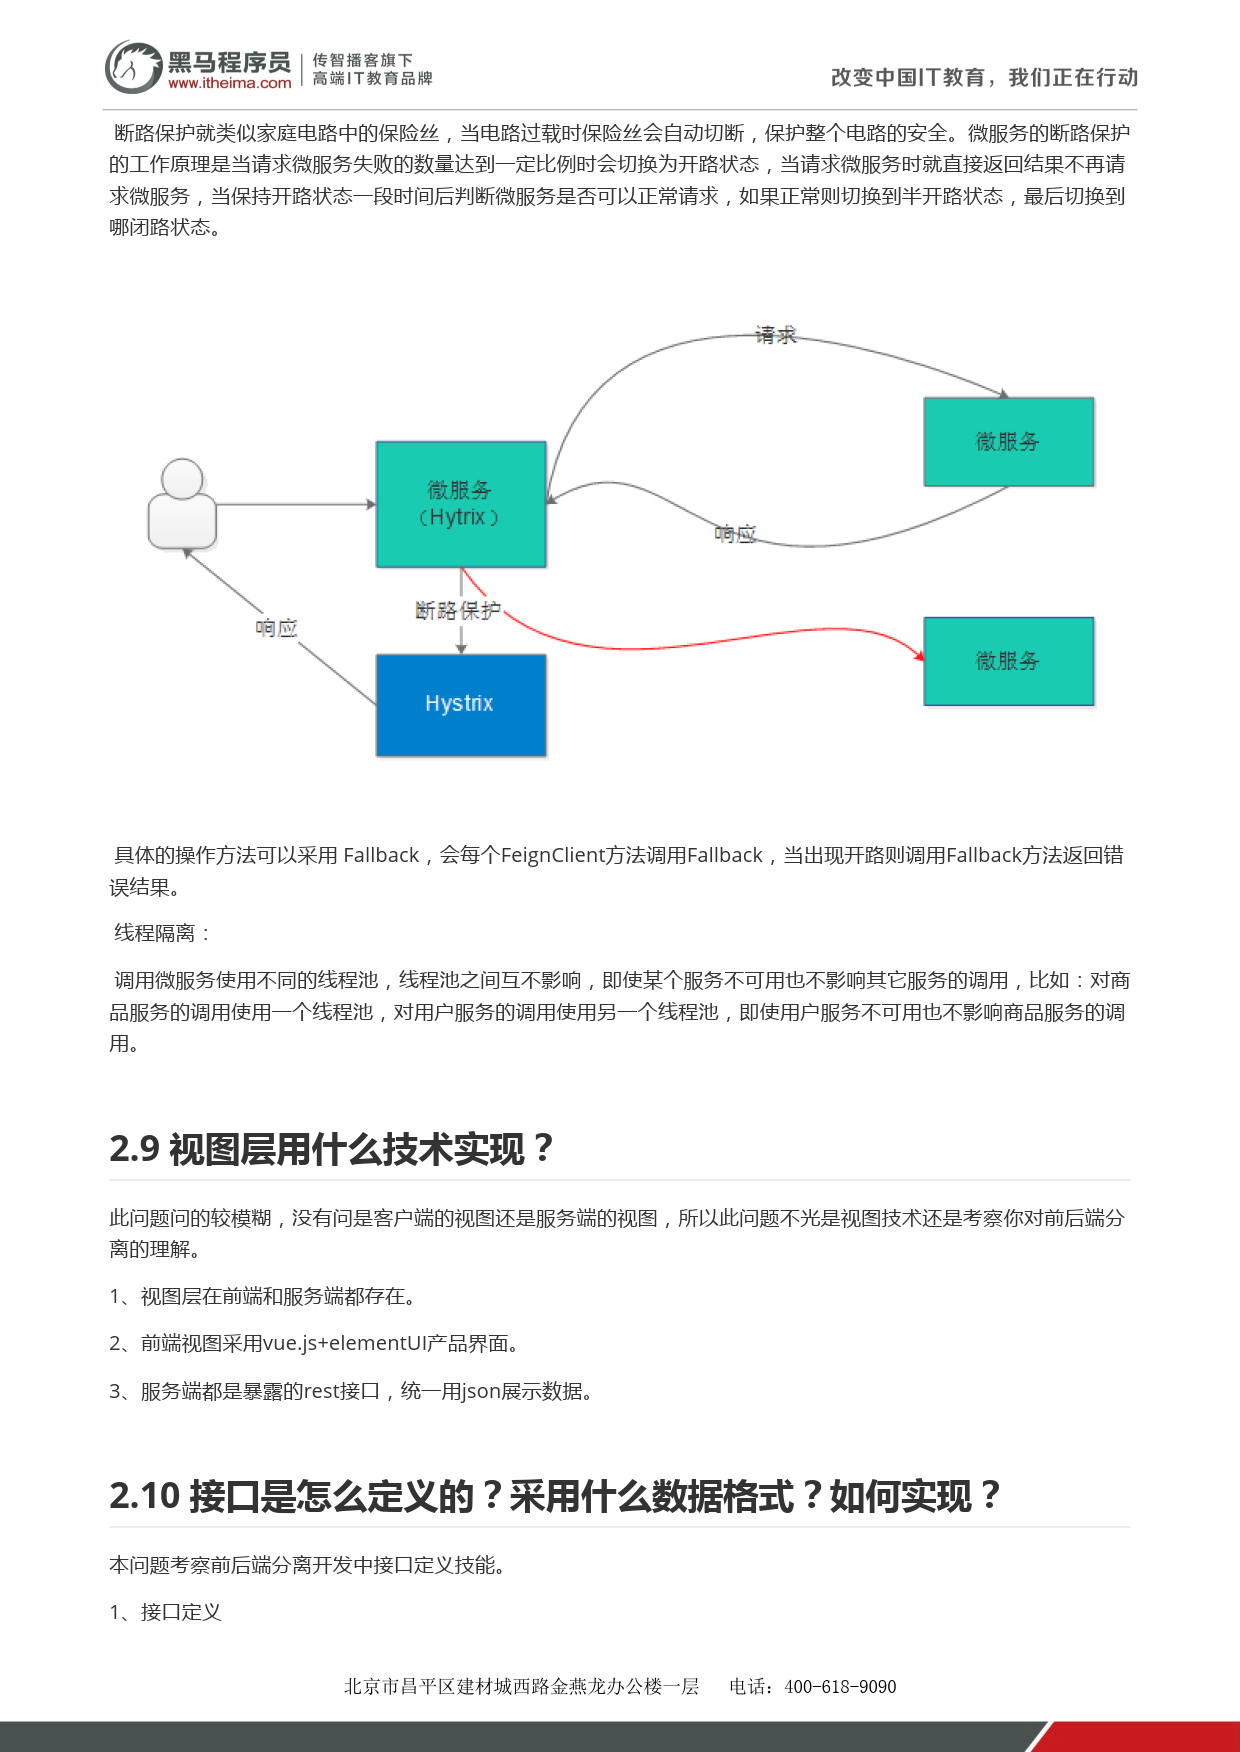 黑马程序员
www.itheima.com
传智播客旗下
高端IT教育品牌
改变中国IT教育，我们正在行动
断路保护就类似家庭电路中的保险丝，当电路过载时保险丝会自动切断，保护整个电路的安全。微服务的断路保护
的工作原理是当请求微服务失败的数量达到一定比例时会切换为开路状态，当请求微服务时就直接返回结果不再请
求微服务，当保持开路状态一段时间后判断微服务是否可以正常请求，如果正常则切换到半开路状态，最后切换到
哪闭路状态。
请求
微服务
微服务
（Hytrix）
响应
断路保护
响应
微服务
Hystrix
具体的操作方法可以采用 Fallback，会每个FeignClient方法调用Fallback，当出现开路则调用Fallback方法返回错
误结果。
线程隔离：
调用微服务使用不同的线程池，线程池之间互不影响，即使某个服务不可用也不影响其它服务的调用，比如：对商
品服务的调用使用一个线程池，对用户服务的调用使用另一个线程池，即使用户服务不可用也不影响商品服务的调
用。
2.9 视图层用什么技术实现？
此问题问的较模糊，没有问是客户端的视图还是服务端的视图，所以此问题不光是视图技术还是考察你对前后端分
离的理解。
1、视图层在前端和服务端都存在。
2、前端视图采用vue.js+elementUI产品界面。
3、服务端都是暴露的rest接口，统一用json展示数据。
2.10 接口是怎么定义的？采用什么数据格式？如何实现？
本问题考察前后端分离开发中接口定义技能。
1、接口定义
北京市昌平区建材城西路金燕龙办公楼一层 电话：400-618-9090